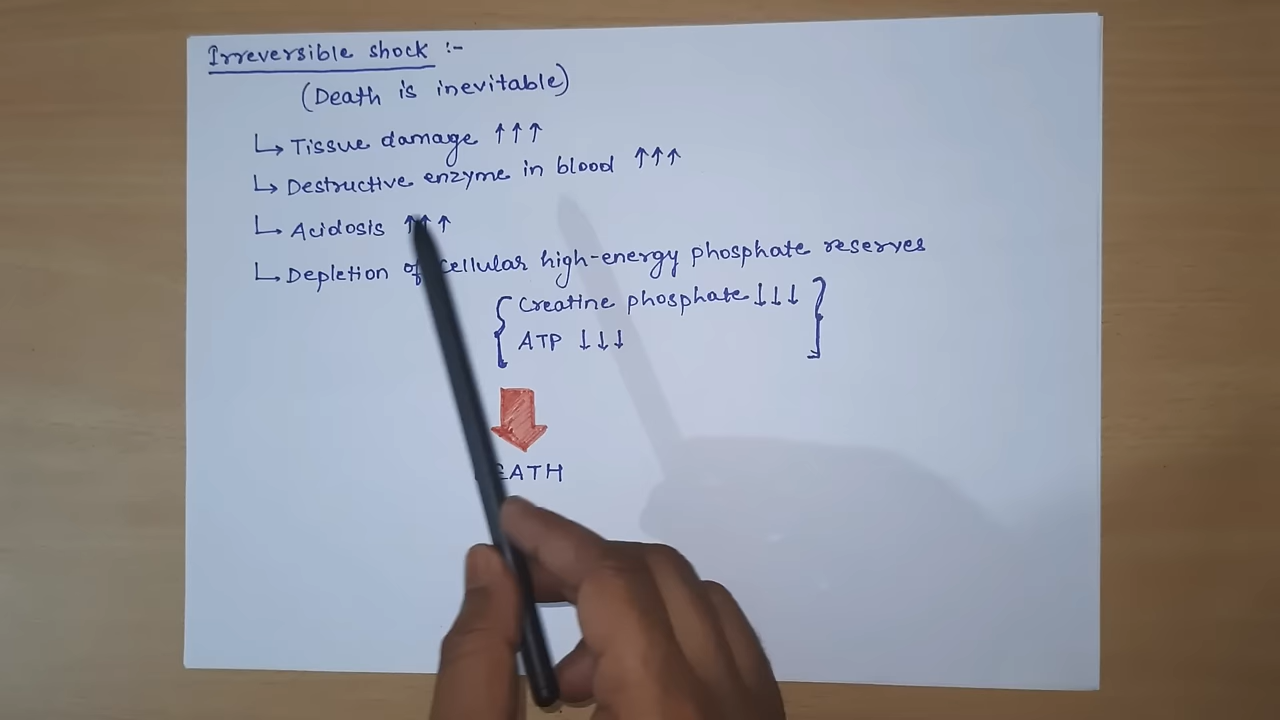 Irreversible shock :-
(Death is inevitable)
↳ Tissue damage ↑↑↑
↳ Destructive enzyme in blood ↑↑↑
↳ Acidosis ↑↑↑
↳ Depletion of cellular high-energy phosphate reserves
{ Creatine phosphate ↓↓↓ }
ATP ↓↓↓